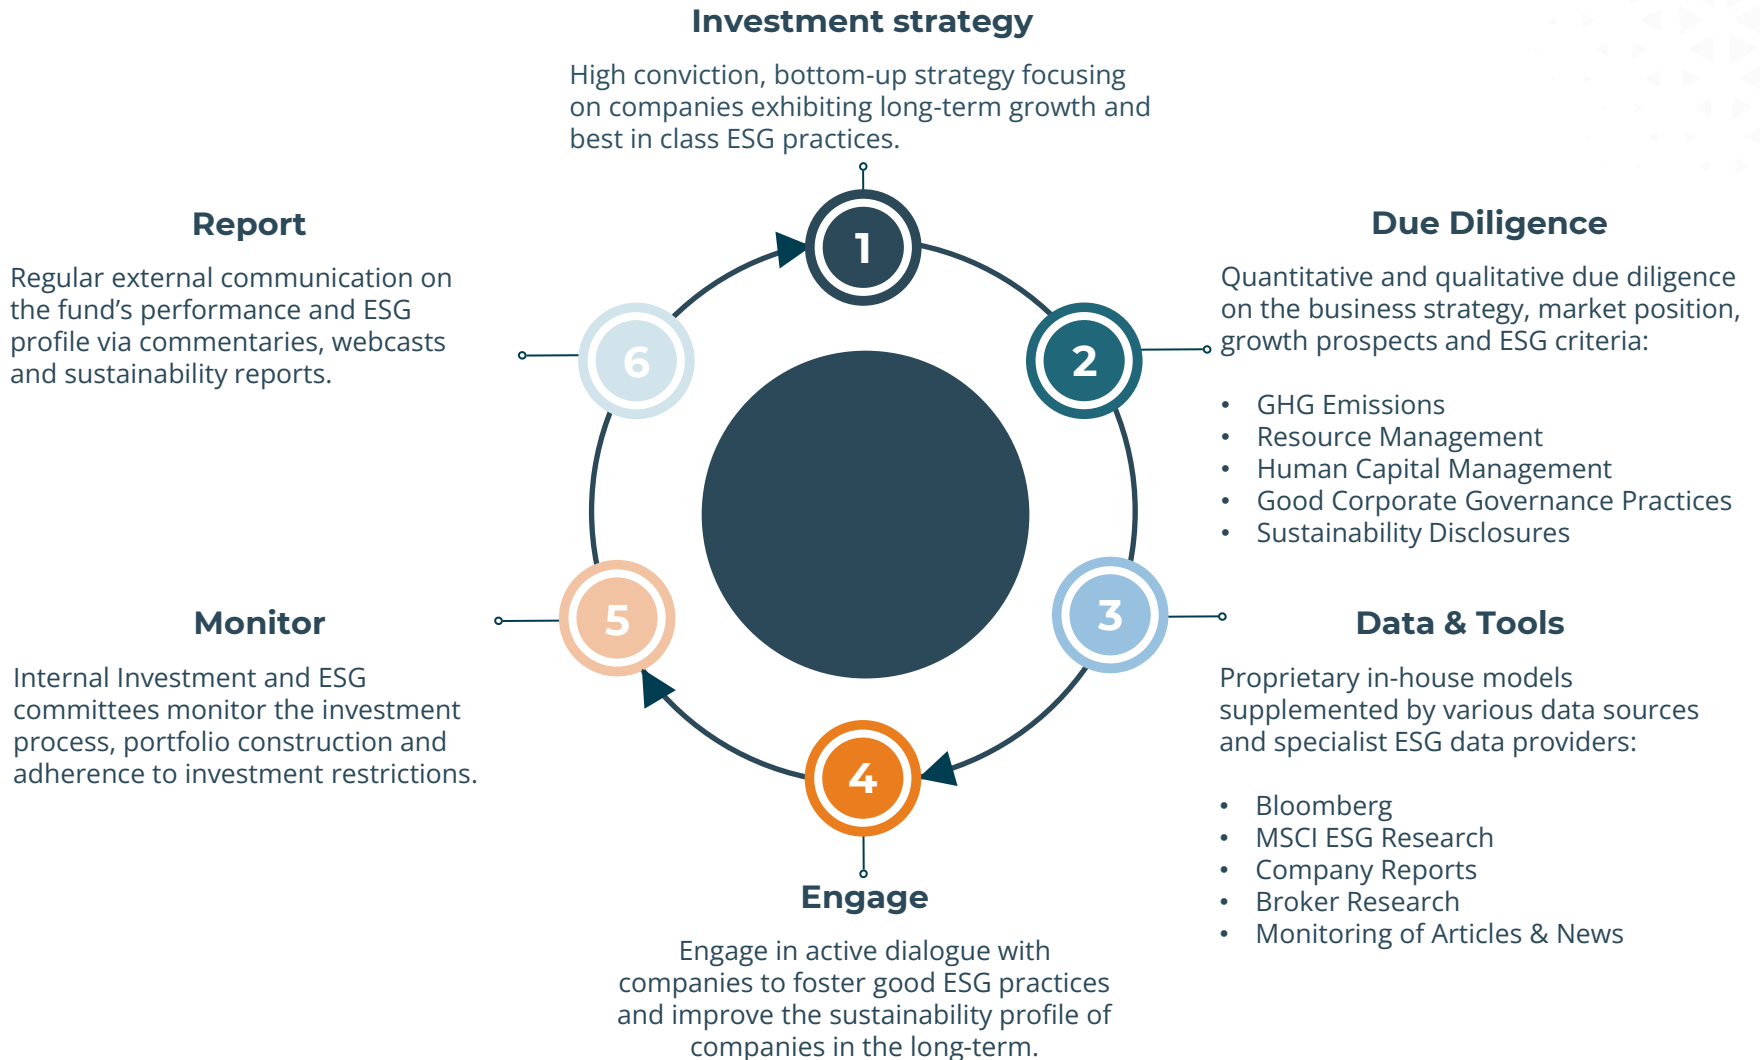 Investment strategy
High conviction, bottom-up strategy focusing
on companies exhibiting long-term growth and
best in class ESG practices.
1
Due Diligence
Quantitative and qualitative due diligence
on the business strategy, market position,
growth prospects and ESG criteria:
• GHG Emissions
• Resource Management
• Human Capital Management
• Good Corporate Governance Practices
• Sustainability Disclosures
2
Data & Tools
Proprietary in-house models
supplemented by various data sources
and specialist ESG data providers:
• Bloomberg
• MSCI ESG Research
• Company Reports
• Broker Research
• Monitoring of Articles & News
3
4
Engage
Engage in active dialogue with
companies to foster good ESG practices
and improve the sustainability profile of
companies in the long-term.
Monitor
Internal Investment and ESG
committees monitor the investment
process, portfolio construction and
adherence to investment restrictions.
5
Report
Regular external communication on
the fund’s performance and ESG
profile via commentaries, webcasts
and sustainability reports.
6